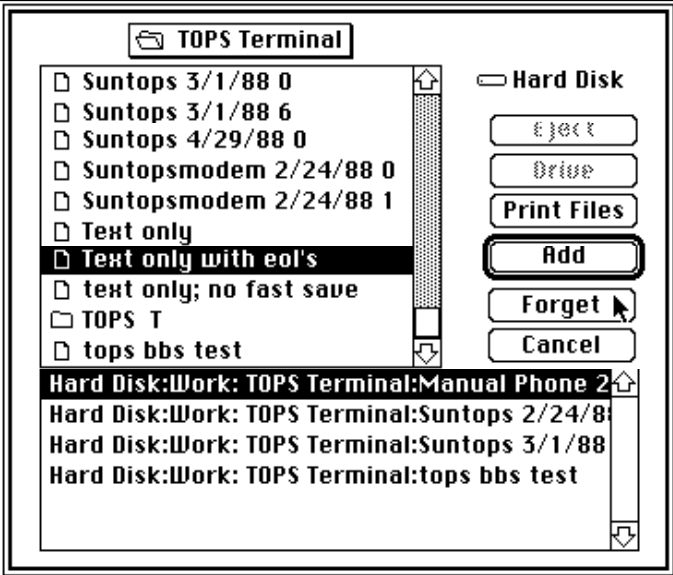 TOPS Terminal
Suntops 3/1/88 0
Suntops 3/1/88 6
Suntops 4/29/88 0
Suntopsmodem 2/24/88 0
Suntopsmodem 2/24/88 1
Text only
Text only with eol's
text only; no fast save
TOPS T
tops bbs test
Hard Disk
Eject
Drive
Print Files
Add
Forget
Cancel
Hard Disk:Work: TOPS Terminal:Manual Phone 2
Hard Disk:Work: TOPS Terminal:Suntops 2/24/88
Hard Disk:Work: TOPS Terminal:Suntops 3/1/88
Hard Disk:Work: TOPS Terminal:tops bbs test